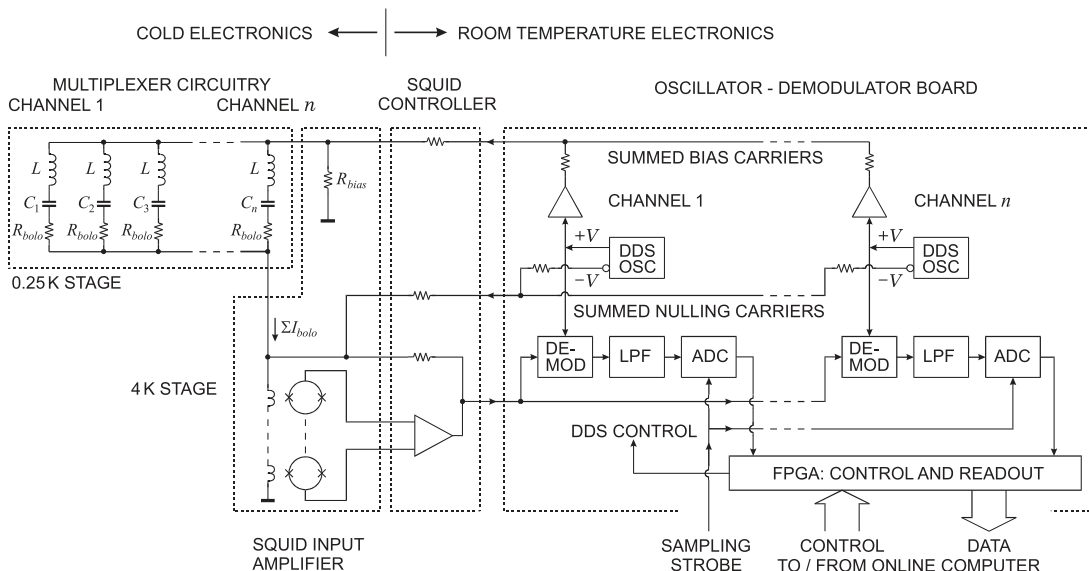 COLD ELECTRONICS
ROOM TEMPERATURE ELECTRONICS
MULTIPLEXER CIRCUITRY
CHANNEL 1
CHANNEL n
SQUID
CONTROLLER
OSCILLATOR - DEMODULATOR BOARD
L
L
L
L
C1
C2
C3
Cn
Rbolo
Rbolo
Rbolo
Rbolo
Rbias
0.25 K STAGE
SUMMED BIAS CARRIERS
CHANNEL 1
CHANNEL n
+V
DDS
OSC
−V
+V
DDS
OSC
−V
SUMMED NULLING CARRIERS
ΣIbolo
4 K STAGE
DE-
MOD
LPF
ADC
DE-
MOD
LPF
ADC
DDS CONTROL
FPGA: CONTROL AND READOUT
SQUID INPUT
AMPLIFIER
SAMPLING
STROBE
CONTROL
DATA
TO / FROM ONLINE COMPUTER